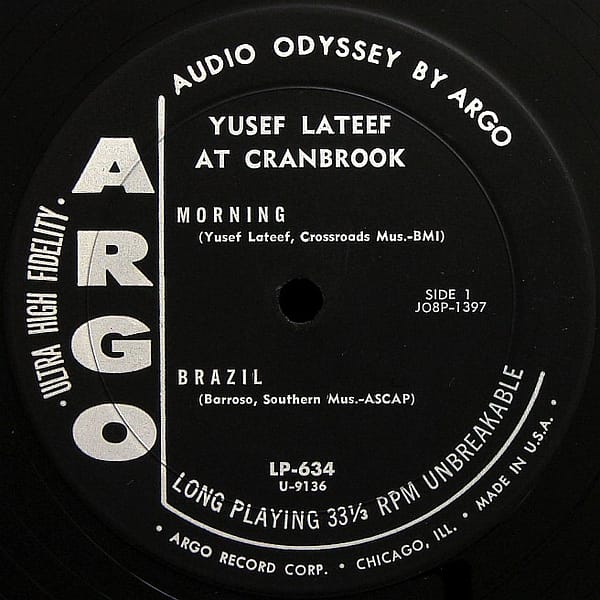 AUDIO ODYSSEY BY ARGO
YUSEF LATEEF
AT CRANBROOK
ARGO
· ULTRA HIGH FIDELITY ·
MORNING
(Yusef Lateef, Crossroads Mus.-BMI)
SIDE 1
JO8P-1397
BRAZIL
(Barroso, Southern Mus.-ASCAP)
LP-634
U-9136
LONG PLAYING 33⅓ RPM UNBREAKABLE
• ARGO RECORD CORP. • CHICAGO, ILL. • MADE IN U.S.A. •